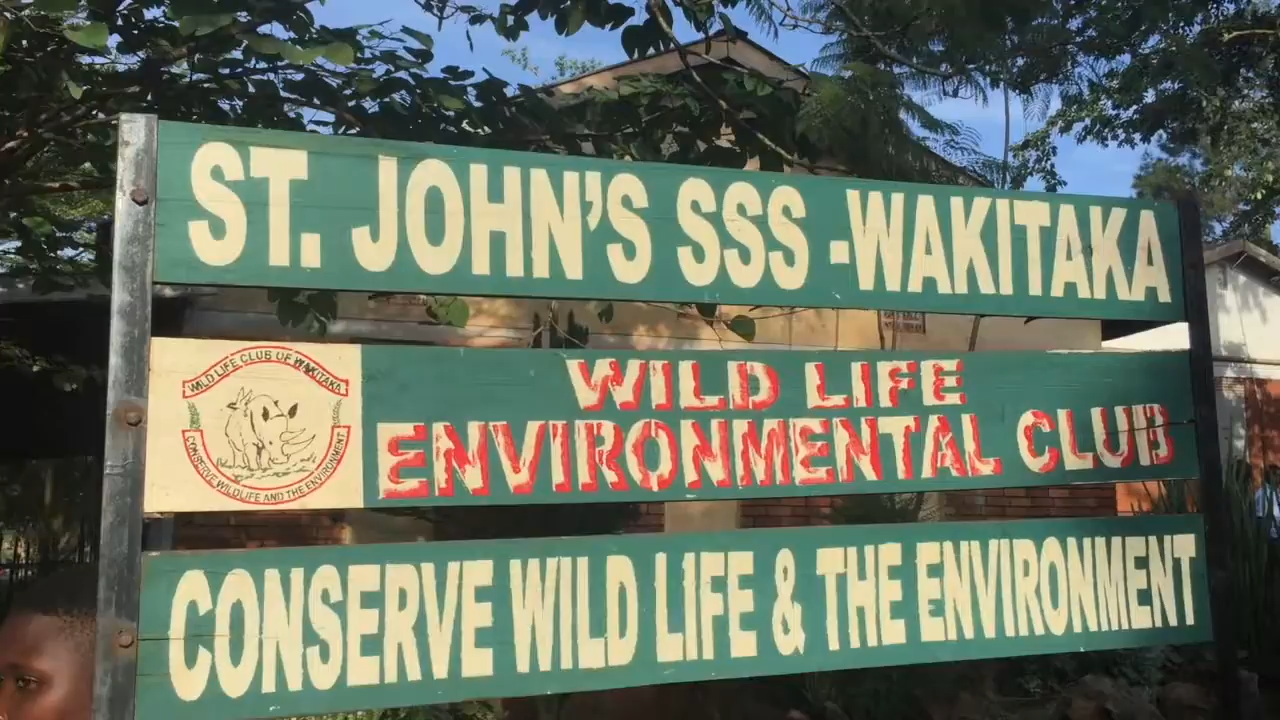 ST. JOHN'S SSS -WAKITAKA
WILD LIFE CLUB OF WAKITAKA
CONSERVE WILDLIFE AND THE ENVIRONMENT
WILD LIFE
ENVIRONMENTAL CLUB
CONSERVE WILD LIFE & THE ENVIRONMENT